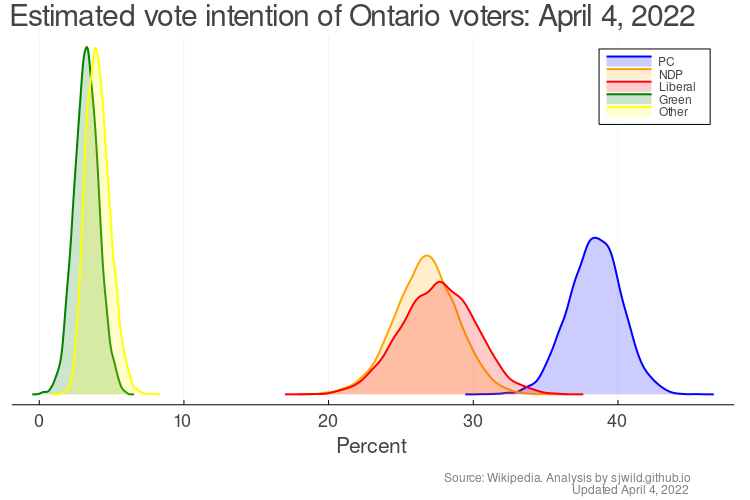 Estimated vote intention of Ontario voters: April 4, 2022
PC
NDP
Liberal
Green
Other
0 10 20 30 40
Percent
Source: Wikipedia. Analysis by sjwild.github.io
Updated April 4, 2022